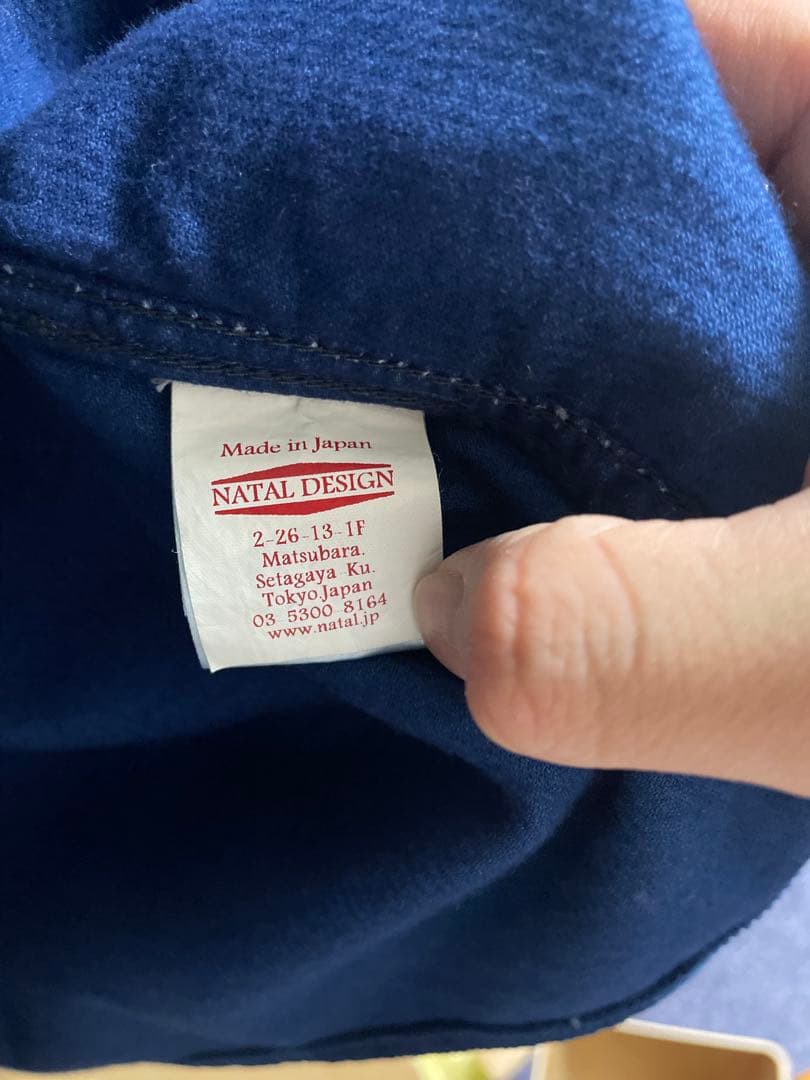 Made in Japan
NATAL DESIGN
2-26-13-1F
Matsubara.
Setagaya Ku.
Tokyo.Japan
03 5300 8164
www.natal.jp